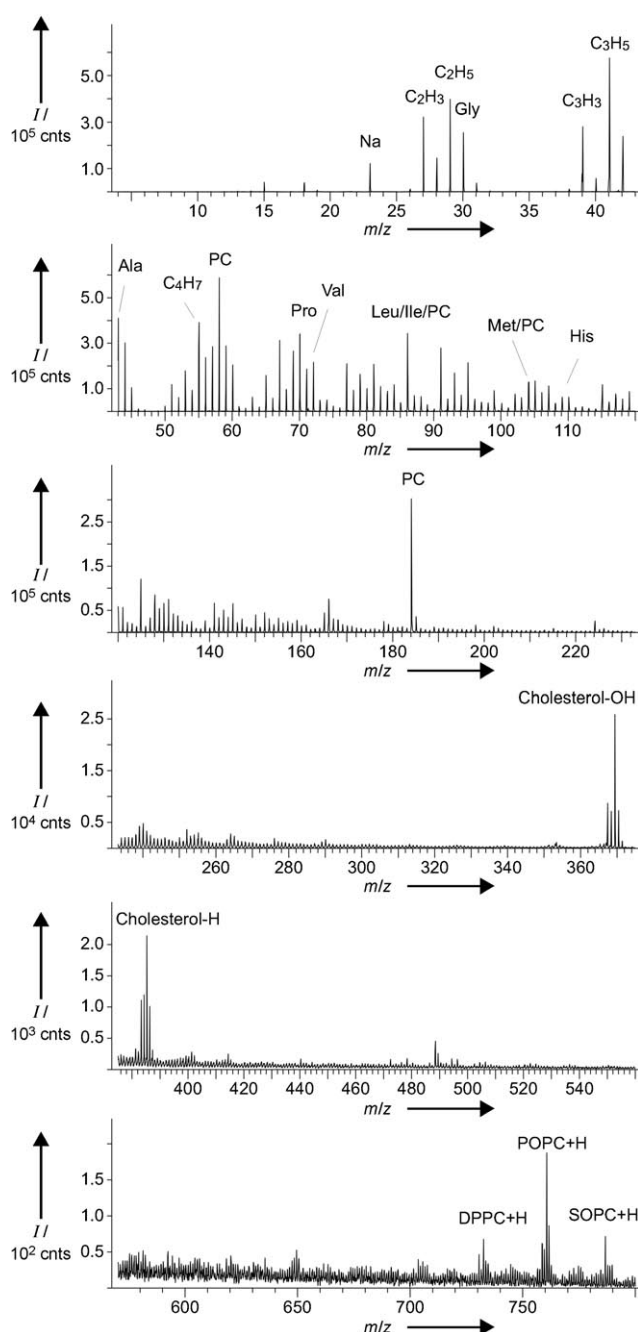 C₃H₅
C₂H₅
5.0
C₂H₃
C₃H₃
Gly
3.0
I /
10⁵ cnts
Na
1.0
10 15 20 25 30 35 40
m/z
Ala
PC
C₄H₇
5.0
Val
Pro
Leu/Ile/PC
3.0
Met/PC
His
I /
10⁵ cnts
1.0
50 60 70 80 90 100 110
m/z
PC
2.5
1.5
I /
10⁵ cnts
0.5
140 160 180 200 220
m/z
Cholesterol-OH
2.5
1.5
I /
10⁴ cnts
0.5
260 280 300 320 340 360
m/z
Cholesterol-H
2.0
1.5
1.0
I /
10³ cnts
0.5
400 420 440 460 480 500 520 540
m/z
POPC+H
1.5
DPPC+H
SOPC+H
1.0
I /
10² cnts
0.5
600 650 700 750
m/z